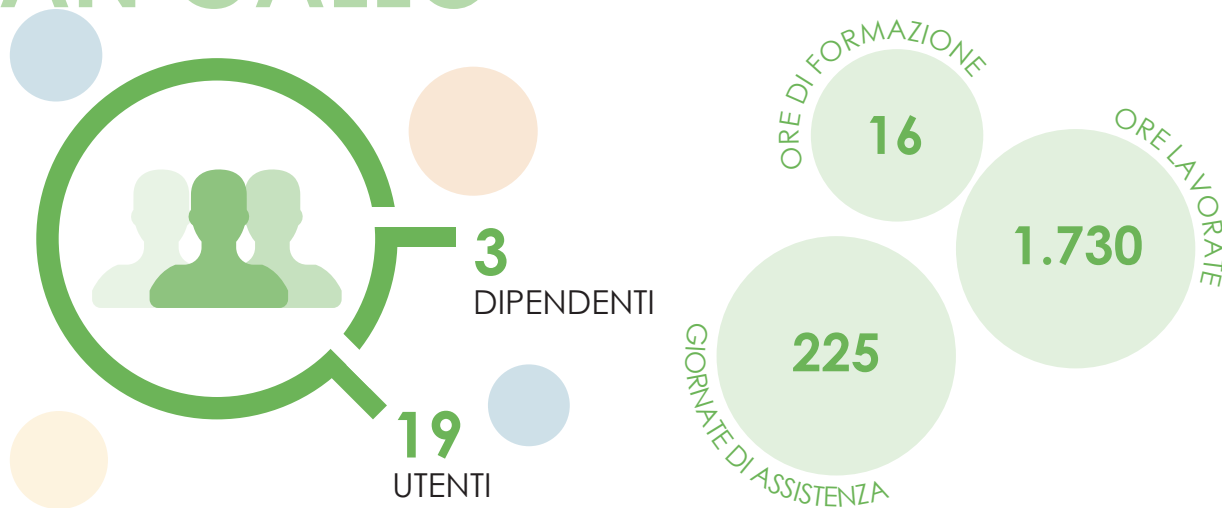 3
DIPENDENTI
19
UTENTI
ORE DI FORMAZIONE
16
ORE LAVORATE
1.730
225
GIORNATE DI ASSISTENZA